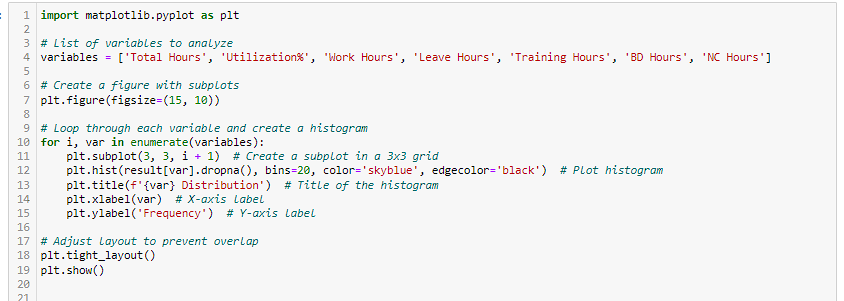 1 import matplotlib.pyplot as plt
2
3 # List of variables to analyze
4 variables = ['Total Hours', 'Utilization%', 'Work Hours', 'Leave Hours', 'Training Hours', 'BD Hours', 'NC Hours']
5
6 # Create a figure with subplots
7 plt.figure(figsize=(15, 10))
8
9 # Loop through each variable and create a histogram
10 for i, var in enumerate(variables):
11     plt.subplot(3, 3, i + 1)  # Create a subplot in a 3x3 grid
12     plt.hist(result[var].dropna(), bins=20, color='skyblue', edgecolor='black')  # Plot histogram
13     plt.title(f'{var} Distribution')  # Title of the histogram
14     plt.xlabel(var)  # X-axis label
15     plt.ylabel('Frequency')  # Y-axis label
16
17 # Adjust layout to prevent overlap
18 plt.tight_layout()
19 plt.show()
20
21